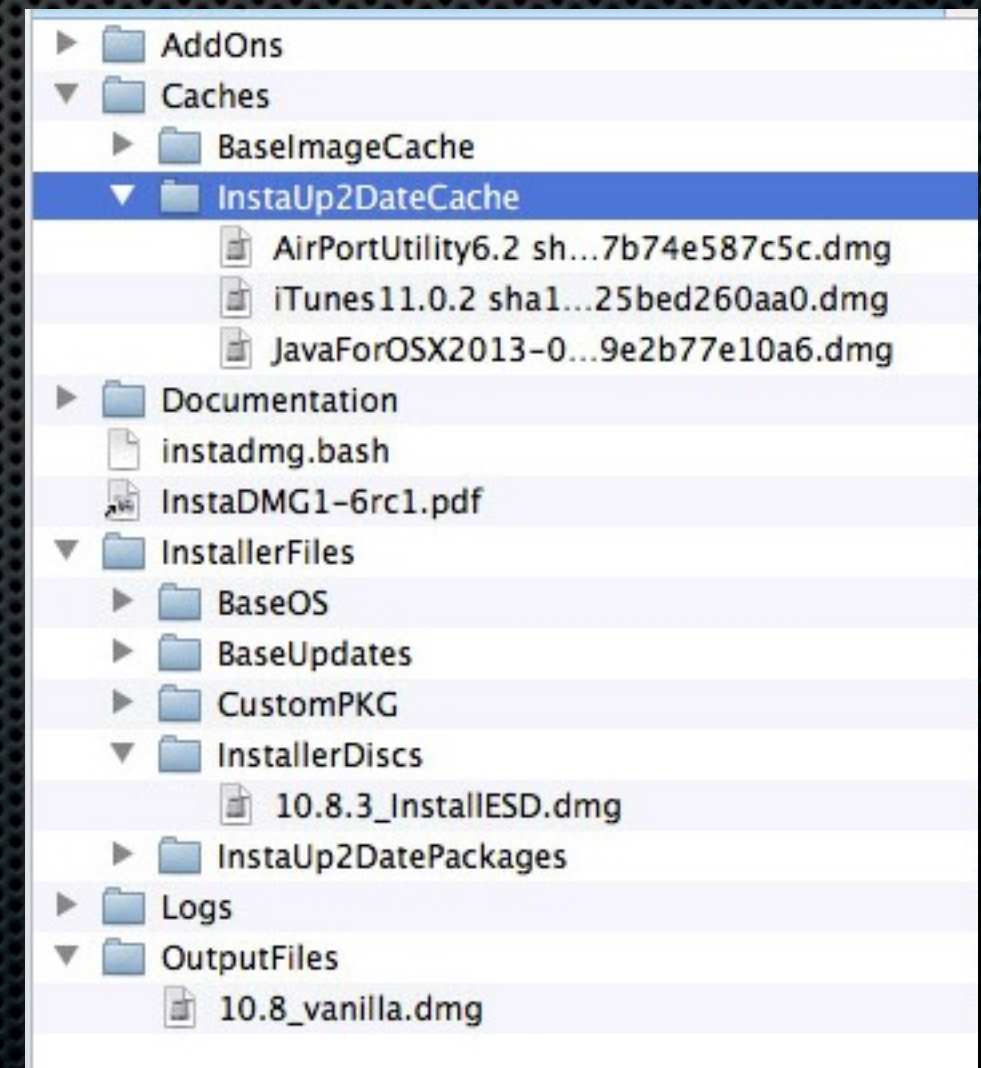 AddOns
Caches
BaseImageCache
InstaUp2DateCache
AirPortUtility6.2 sh...7b74e587c5c.dmg
iTunes11.0.2 sha1...25bed260aa0.dmg
JavaForOSX2013-0...9e2b77e10a6.dmg
Documentation
instadmg.bash
InstaDMG1-6rc1.pdf
InstallerFiles
BaseOS
BaseUpdates
CustomPKG
InstallerDiscs
10.8.3_InstallESD.dmg
InstaUp2DatePackages
Logs
OutputFiles
10.8_vanilla.dmg